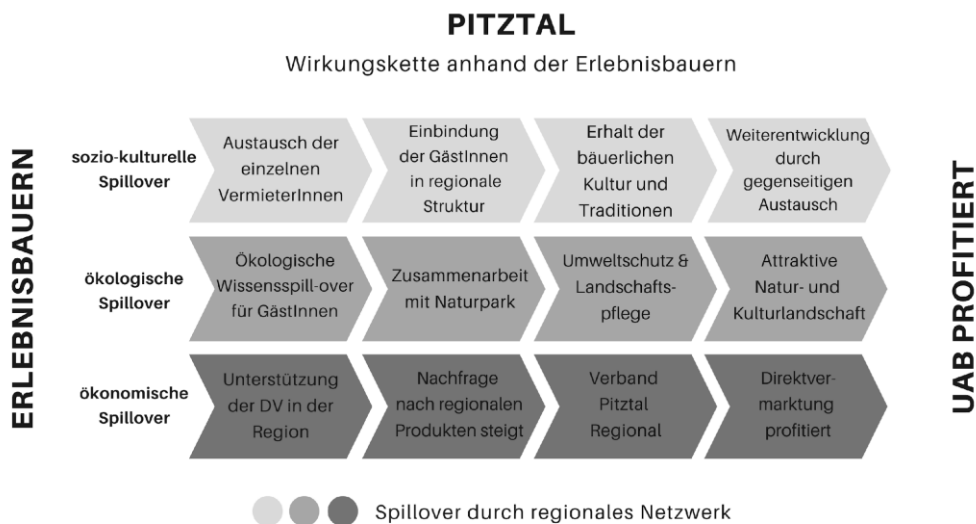 PITZTAL
Wirkungskette anhand der Erlebnisbauern
ERLEBNISBAUERN
sozio-kulturelle
Spillover
Austausch der
einzelnen
VermieterInnen
Einbindung
der GästInnen
in regionale
Struktur
Erhalt der
bäuerlichen
Kultur und
Traditionen
Weiterentwicklung
durch
gegenseitigen
Austausch
ökologische
Spillover
Ökologische
Wissensspill-over
für GästInnen
Zusammenarbeit
mit Naturpark
Umweltschutz &
Landschafts-
pflege
Attraktive
Natur- und
Kulturlandschaft
ökonomische
Spillover
Unterstützung
der DV in der
Region
Nachfrage
nach regionalen
Produkten steigt
Verband
Pitztal
Regional
Direktver-
marktung
profitiert
UAB PROFITIERT
Spillover durch regionales Netzwerk